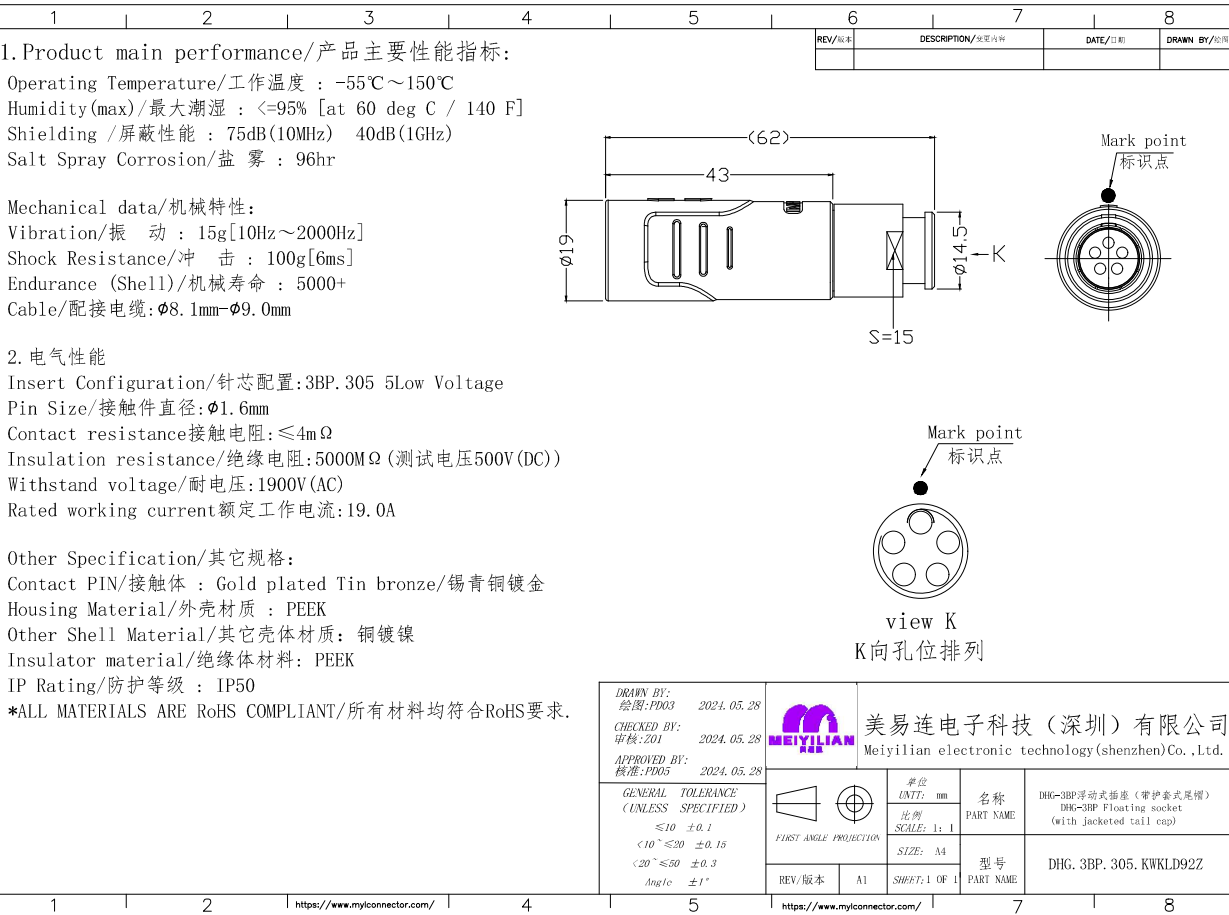 1 2 3 4 5 6 7 8
REV/版本 DESCRIPTION/变更内容 DATE/日期 DRAWN BY/绘图
1.Product main performance/产品主要性能指标:
Operating Temperature/工作温度 : -55℃～150℃
Humidity(max)/最大潮湿 : <=95% [at 60 deg C / 140 F]
Shielding /屏蔽性能 : 75dB(10MHz) 40dB(1GHz)
Salt Spray Corrosion/盐 雾 : 96hr
Mechanical data/机械特性:
Vibration/振 动 : 15g[10Hz～2000Hz]
Shock Resistance/冲 击 : 100g[6ms]
Endurance (Shell)/机械寿命 : 5000+
Cable/配接电缆:Φ8.1mm-Φ9.0mm
2.电气性能
Insert Configuration/针芯配置:3BP.305 5Low Voltage
Pin Size/接触件直径:Φ1.6mm
Contact resistance接触电阻:≤4mΩ
Insulation resistance/绝缘电阻:5000MΩ(测试电压500V(DC))
Withstand voltage/耐电压:1900V(AC)
Rated working current额定工作电流:19.0A
Other Specification/其它规格:
Contact PIN/接触体 : Gold plated Tin bronze/锡青铜镀金
Housing Material/外壳材质 : PEEK
Other Shell Material/其它壳体材质: 铜镀镍
Insulator material/绝缘体材料: PEEK
IP Rating/防护等级 : IP50
*ALL MATERIALS ARE RoHS COMPLIANT/所有材料均符合RoHS要求.
(62)
43
φ19
M
φ14.5
K
S=15
Mark point
标识点
Mark point
标识点
view K
K向孔位排列
DRAWN BY:
绘图:PD03 2024.05.28
CHECKED BY:
审核:Z01 2024.05.28
APPROVED BY:
核准:PD05 2024.05.28
GENERAL TOLERANCE
(UNLESS SPECIFIED)
≤10 ±0.1
<10~≤20 ±0.15
<20~≤50 ±0.3
Angle ±1°
MEIYILIAN
美易连
美易连电子科技（深圳）有限公司
Meiyilian electronic technology(shenzhen)Co.,Ltd.
FIRST ANGLE PROJECTION
REV/版本 A1
单位
UNTT: mm
比例
SCALE: 1: 1
SIZE: A4
SHEET:1 OF 1
名称
PART NAME
DHG-3BP浮动式插座（带护套式尾帽）
DHG-3BP Floating socket
(with jacketed tail cap)
型号
PART NAME
DHG.3BP.305.KWKLD92Z
1 2 https://www.mylconnector.com/ 4 5 https://www.mylconnector.com/ 7 8